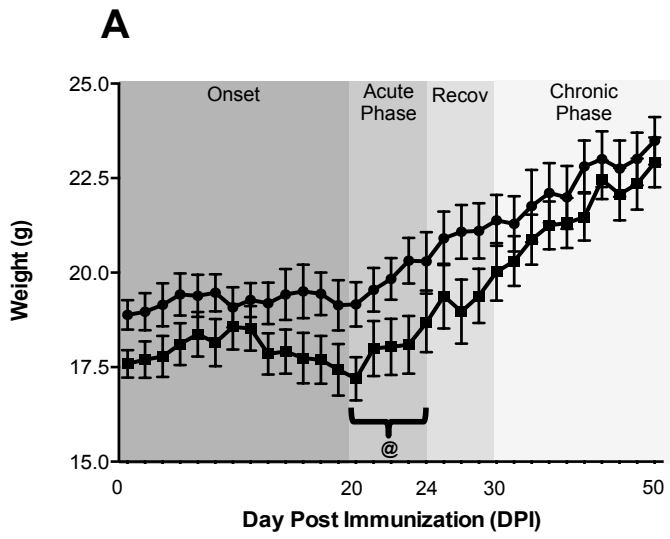 A
25.0
22.5
20.0
17.5
15.0
Weight (g)
Onset
Acute
Phase
Recov
Chronic
Phase
@
0 20 24 30 50
Day Post Immunization (DPI)